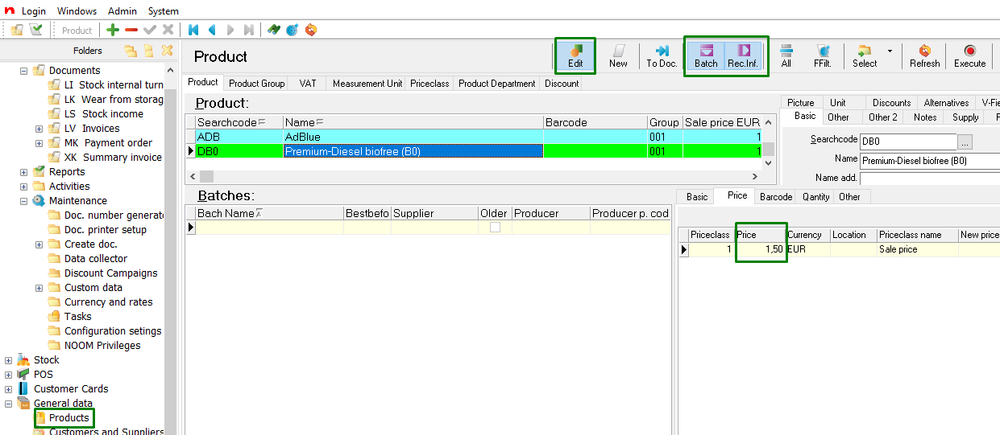 Login Windows Admin System
Product
Folders
Documents
LI Stock internal turn
LK Wear from storag
LS Stock income
LV Invoices
MK Payment order
XK Summary invoice
Reports
Activities
Maintenance
Doc. number generat
Doc. printer setup
Create doc.
Data collector
Discount Campaigns
Custom data
Currency and rates
Tasks
Configuration setings
NOOM Privileges
Stock
POS
Customer Cards
General data
Products
Customers and Suppliers
Product
Edit New To Doc. Batch Rec.Inf. All FFilt. Select Refresh Execute
Product Product Group VAT Measurement Unit Priceclass Product Department Discount
Product:
Searchcode Name Barcode Group Sale price EUR
ADB AdBlue 001 1
DB0 Premium-Diesel biofree (B0) 001 1
Picture Unit Discounts Alternatives V-Fie
Basic Other Other 2 Notes Supply
Searchcode DB0 ...
Name Premium-Diesel biofree (B0)
Name add.
Batches:
Bach Name Bestbefo Supplier Older Producer Producer p. cod
Basic Price Barcode Qantity Other
Priceclass Price Currency Location Priceclass name New price
1 1,50 EUR Sale price